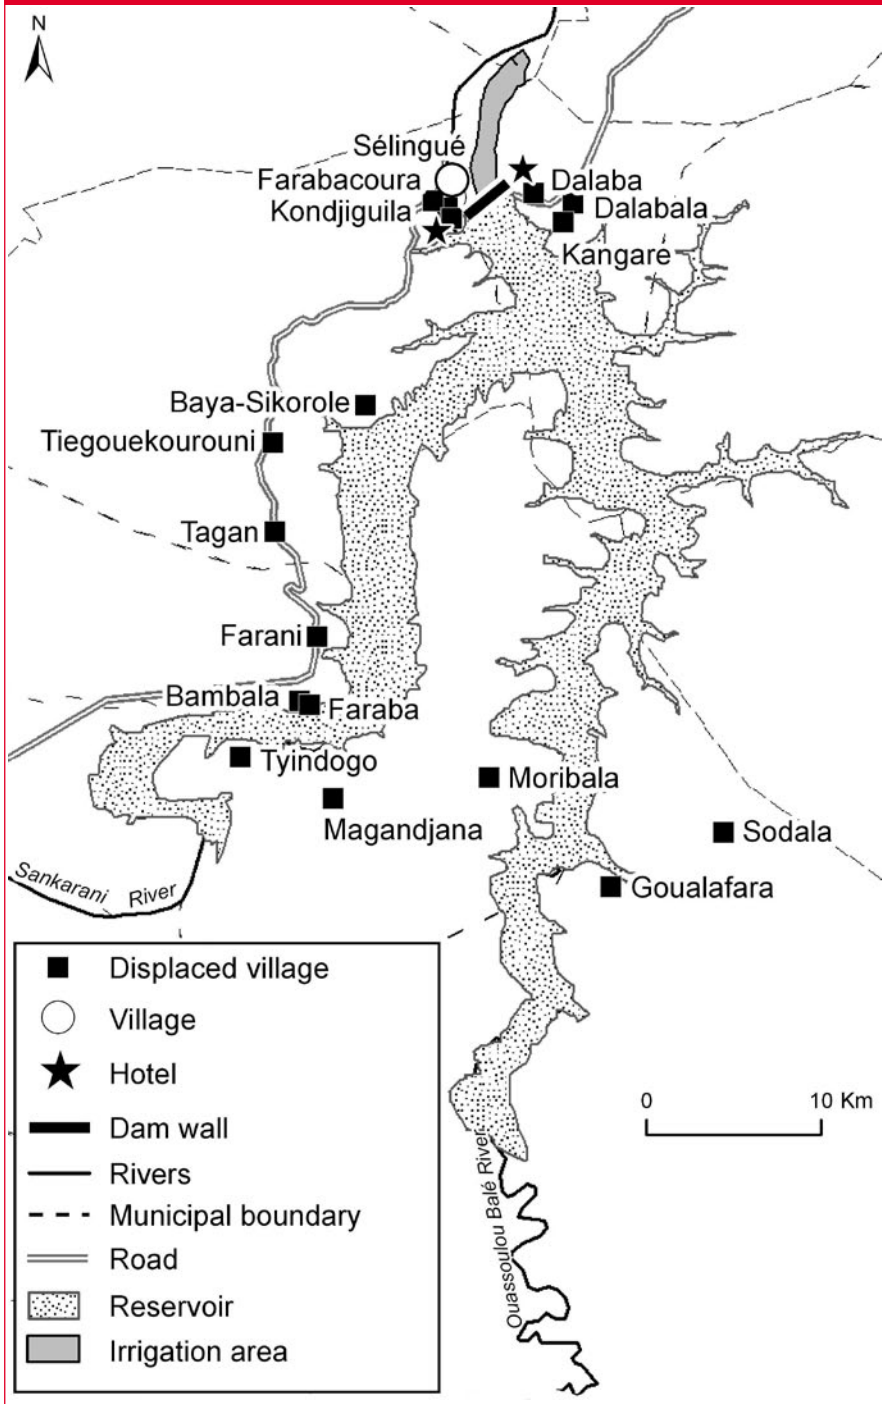 N
Sélingué
Farabacoura
Kondjiguila
Dalaba
Dalabala
Kangare
Baya-Sikorole
Tiegouekourouni
Tagan
Farani
Bambala
Faraba
Tyindogo
Moribala
Magandjana
Sodala
Goualafara
Sankarani River
Displaced village
Village
Hotel
Dam wall
Rivers
Municipal boundary
Road
Reservoir
Irrigation area
0 10 Km
Ouassoulou Balé River